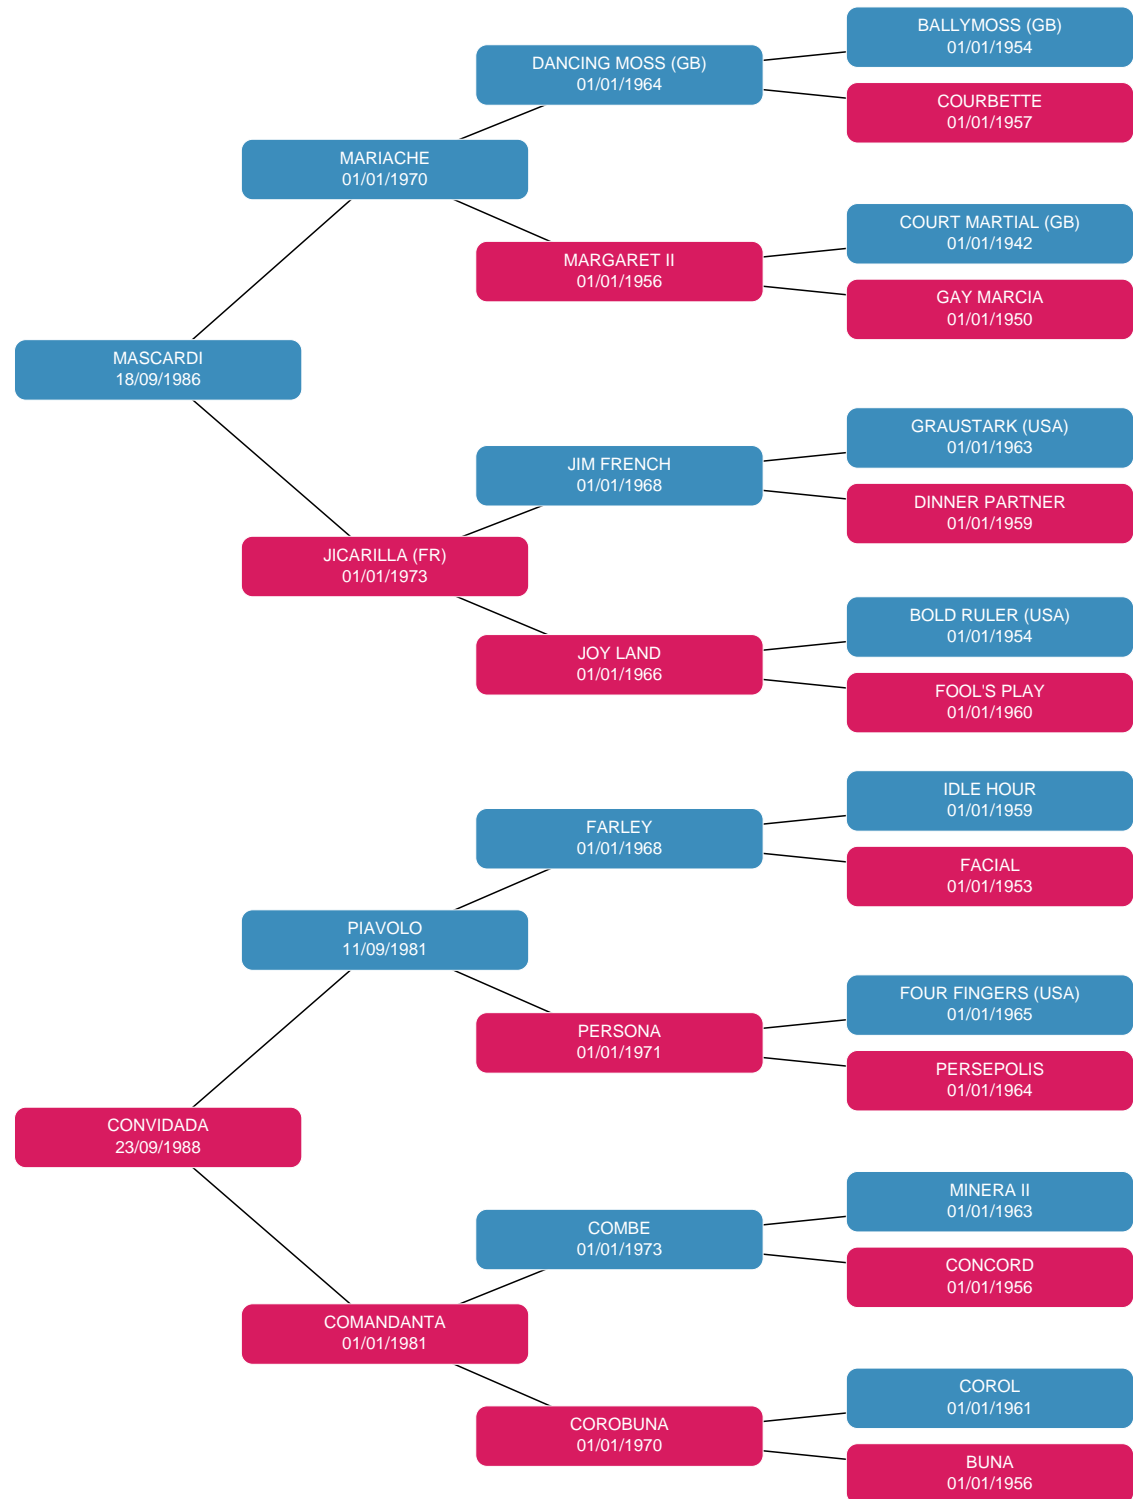 BALLYMOSS (GB)
01/01/1954
DANCING MOSS (GB)
01/01/1964
COURBETTE
01/01/1957
MARIACHE
01/01/1970
COURT MARTIAL (GB)
01/01/1942
MARGARET II
01/01/1956
GAY MARCIA
01/01/1950
MASCARDI
18/09/1986
GRAUSTARK (USA)
01/01/1963
JIM FRENCH
01/01/1968
DINNER PARTNER
01/01/1959
JICARILLA (FR)
01/01/1973
BOLD RULER (USA)
01/01/1954
JOY LAND
01/01/1966
FOOL'S PLAY
01/01/1960
IDLE HOUR
01/01/1959
FARLEY
01/01/1968
FACIAL
01/01/1953
PIAVOLO
11/09/1981
FOUR FINGERS (USA)
01/01/1965
PERSONA
01/01/1971
PERSEPOLIS
01/01/1964
CONVIDADA
23/09/1988
MINERA II
01/01/1963
COMBE
01/01/1973
CONCORD
01/01/1956
COMANDANTA
01/01/1981
COROL
01/01/1961
COROBUNA
01/01/1970
BUNA
01/01/1956